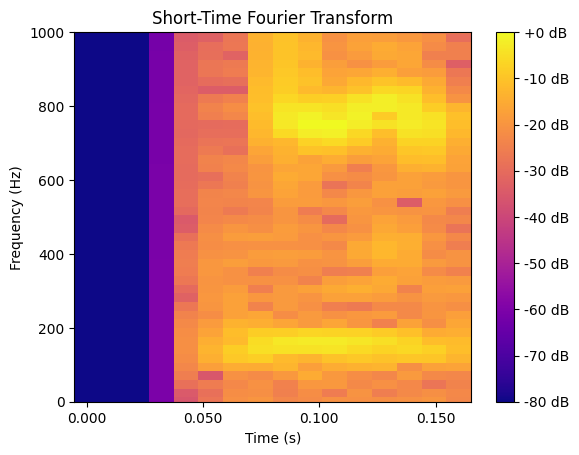 Short-Time Fourier Transform
1000
800
600
400
200
0
Frequency (Hz)
0.000
0.050
0.100
0.150
Time (s)
+0 dB
-10 dB
-20 dB
-30 dB
-40 dB
-50 dB
-60 dB
-70 dB
-80 dB